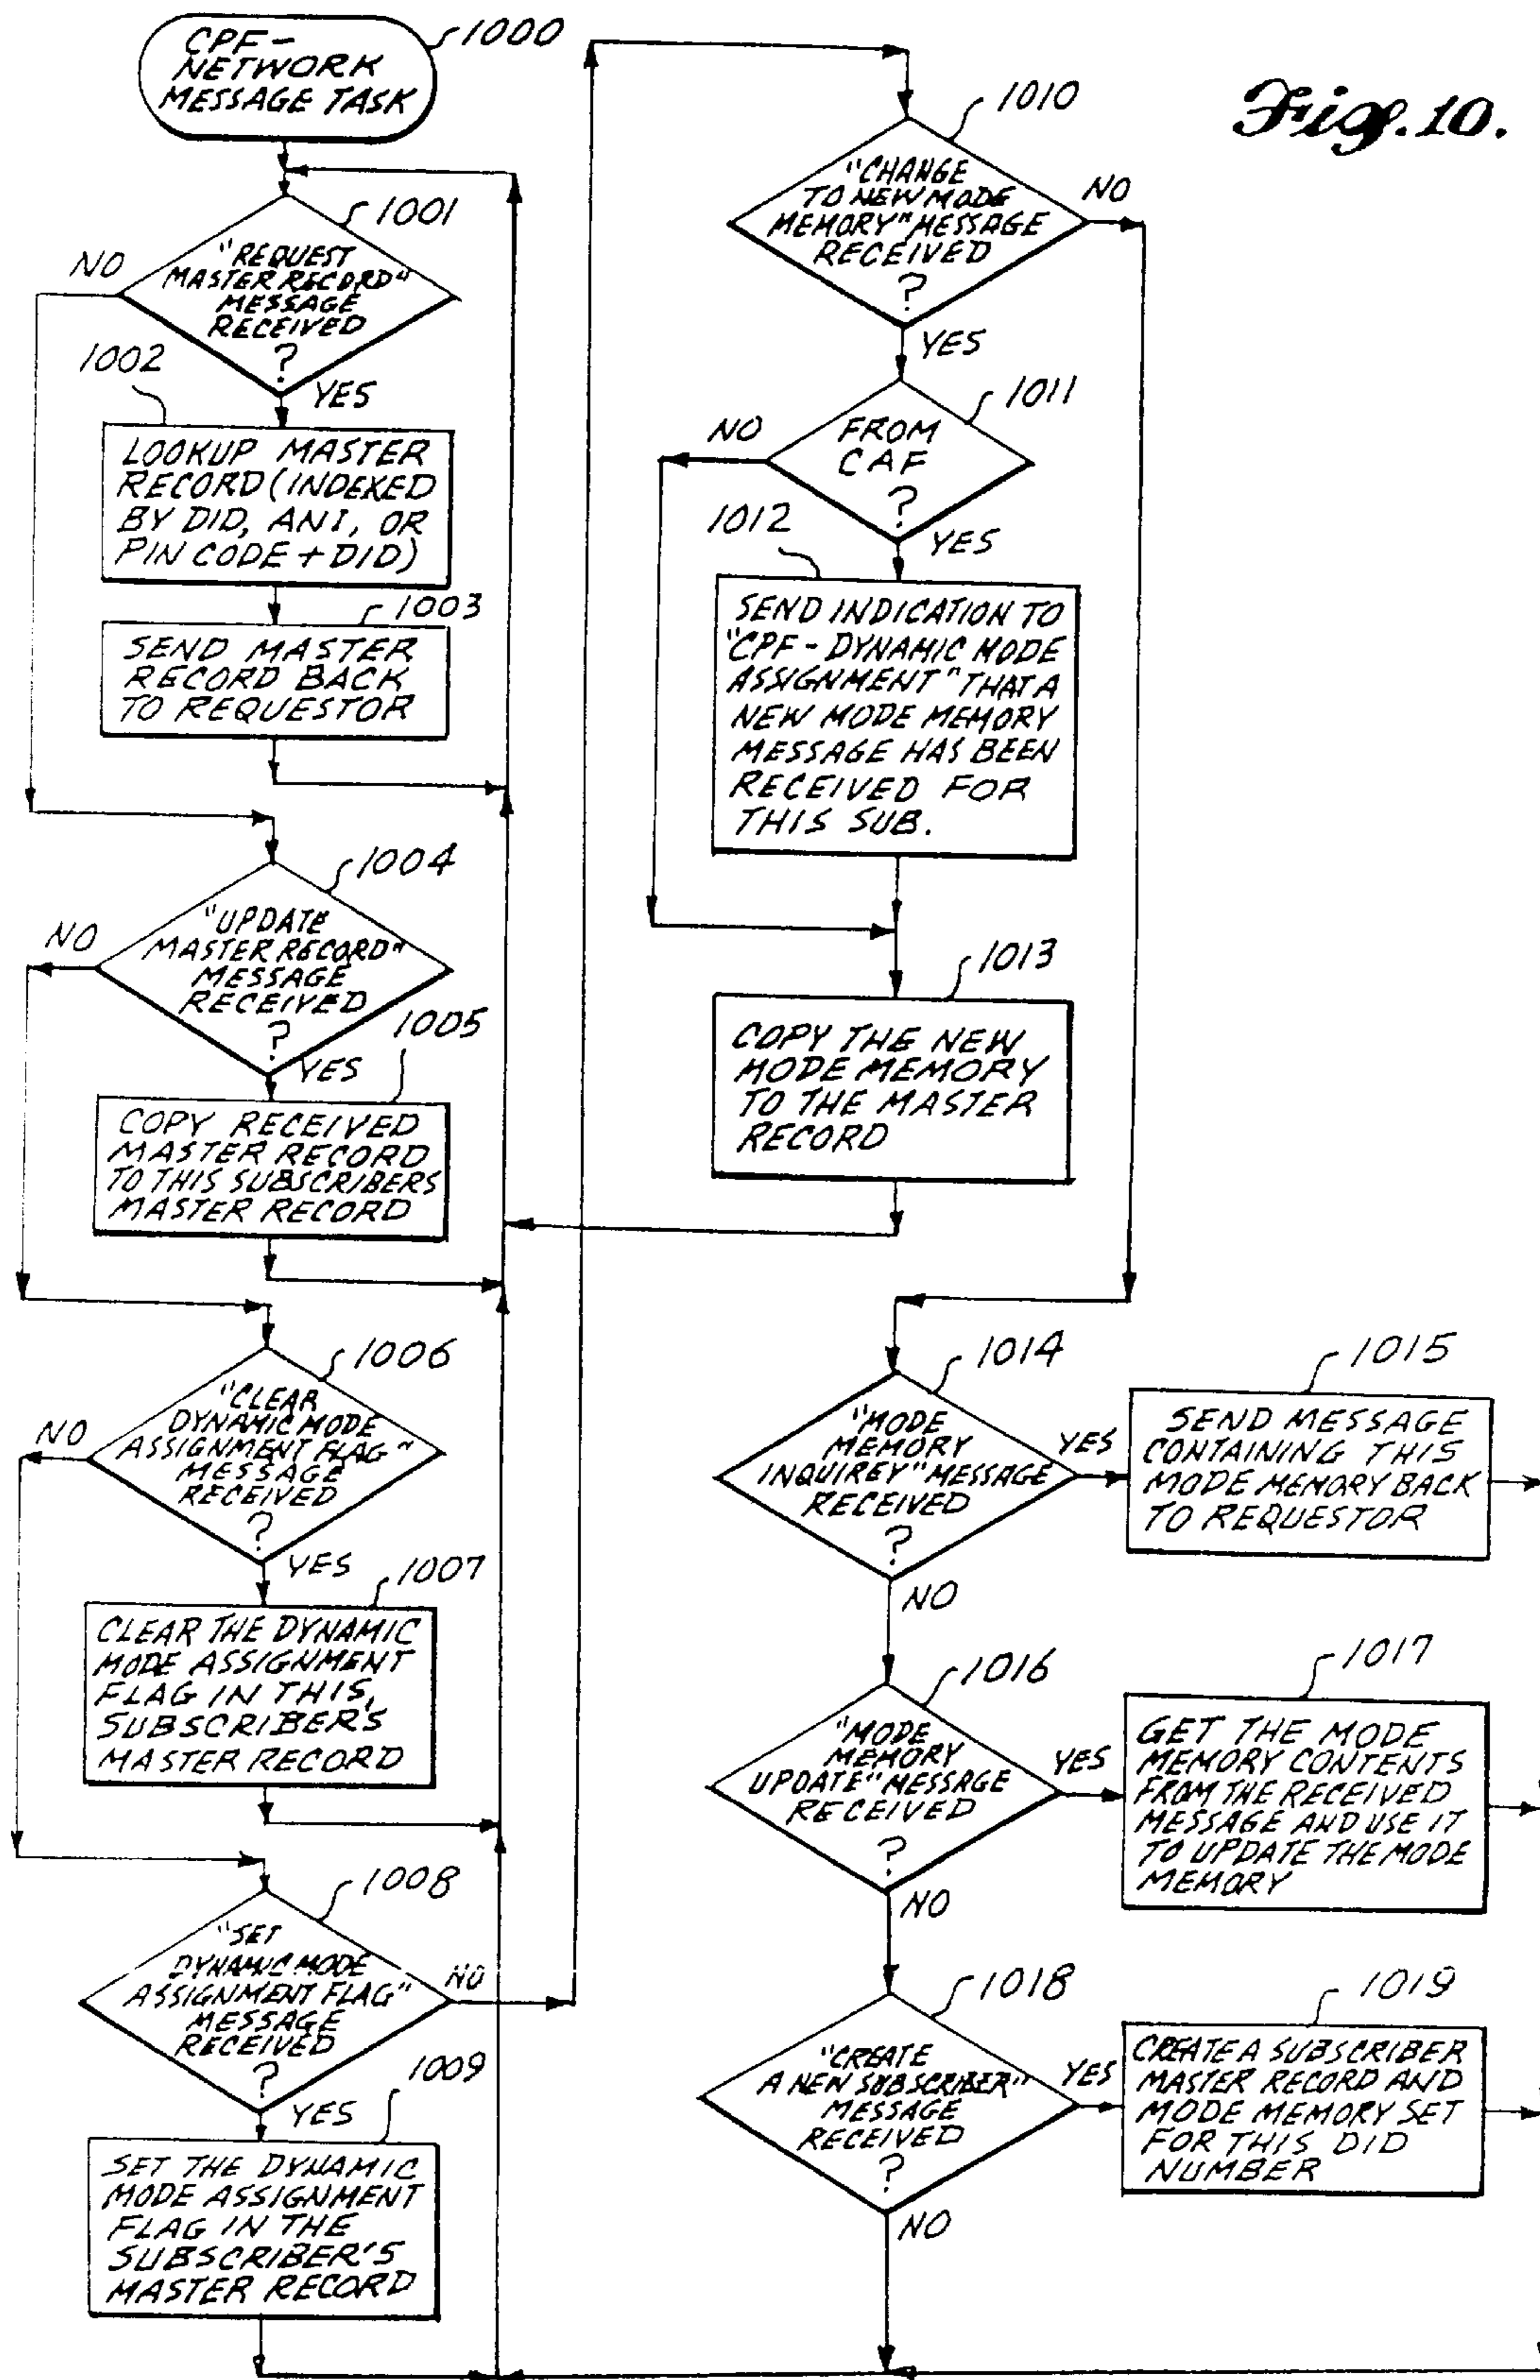 CPF-
NETWORK
MESSAGE TASK
1000
1001
"REQUEST
MASTER RECORD"
MESSAGE
RECEIVED
?
NO
YES
1002
LOOKUP MASTER
RECORD (INDEXED
BY DID, ANI, OR
PIN CODE + DID)
1003
SEND MASTER
RECORD BACK
TO REQUESTOR
1004
"UPDATE
MASTER RECORD"
MESSAGE
RECEIVED
?
NO
YES
1005
COPY RECEIVED
MASTER RECORD
TO THIS SUBSCRIBERS
MASTER RECORD
1006
"CLEAR
DYNAMIC MODE
ASSIGNMENT FLAG"
MESSAGE
RECEIVED
?
NO
YES
1007
CLEAR THE DYNAMIC
MODE ASSIGNMENT
FLAG IN THIS,
SUBSCRIBER'S
MASTER RECORD
1008
"SET
DYNAMIC MODE
ASSIGNMENT FLAG"
MESSAGE
RECEIVED
?
NO
YES
1009
SET THE DYNAMIC
MODE ASSIGNMENT
FLAG IN THE
SUBSCRIBER'S
MASTER RECORD
Fig. 10.
1010
"CHANGE
TO NEW MODE
MEMORY" MESSAGE
RECEIVED
?
NO
YES
1011
FROM
CAF
?
NO
YES
1012
SEND INDICATION TO
"CPF - DYNAMIC MODE
ASSIGNMENT" THAT A
NEW MODE MEMORY
MESSAGE HAS BEEN
RECEIVED FOR
THIS SUB.
1013
COPY THE NEW
MODE MEMORY
TO THE MASTER
RECORD
1014
"MODE
MEMORY
INQUIREY" MESSAGE
RECEIVED
?
YES
NO
1015
SEND MESSAGE
CONTAINING THIS
MODE MEMORY BACK
TO REQUESTOR
1016
"MODE
MEMORY
UPDATE" MESSAGE
RECEIVED
?
YES
NO
1017
GET THE MODE
MEMORY CONTENTS
FROM THE RECEIVED
MESSAGE AND USE IT
TO UPDATE THE MODE
MEMORY
1018
"CREATE
A NEW SUBSCRIBER"
MESSAGE
RECEIVED
?
YES
NO
1019
CREATE A SUBSCRIBER
MASTER RECORD AND
MODE MEMORY SET
FOR THIS DID
NUMBER